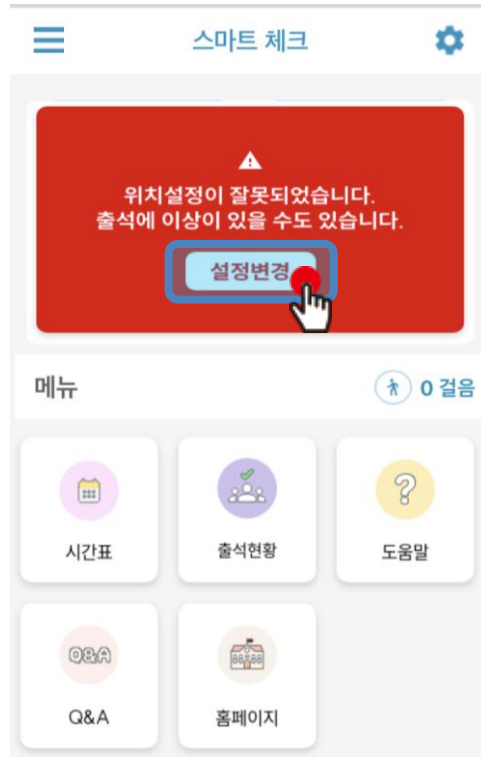 스마트 체크
위치설정이 잘못되었습니다.
출석에 이상이 있을 수도 있습니다.
설정변경
메뉴
0 걸음
시간표
출석현황
도움말
Q&A
Q&A
홈페이지